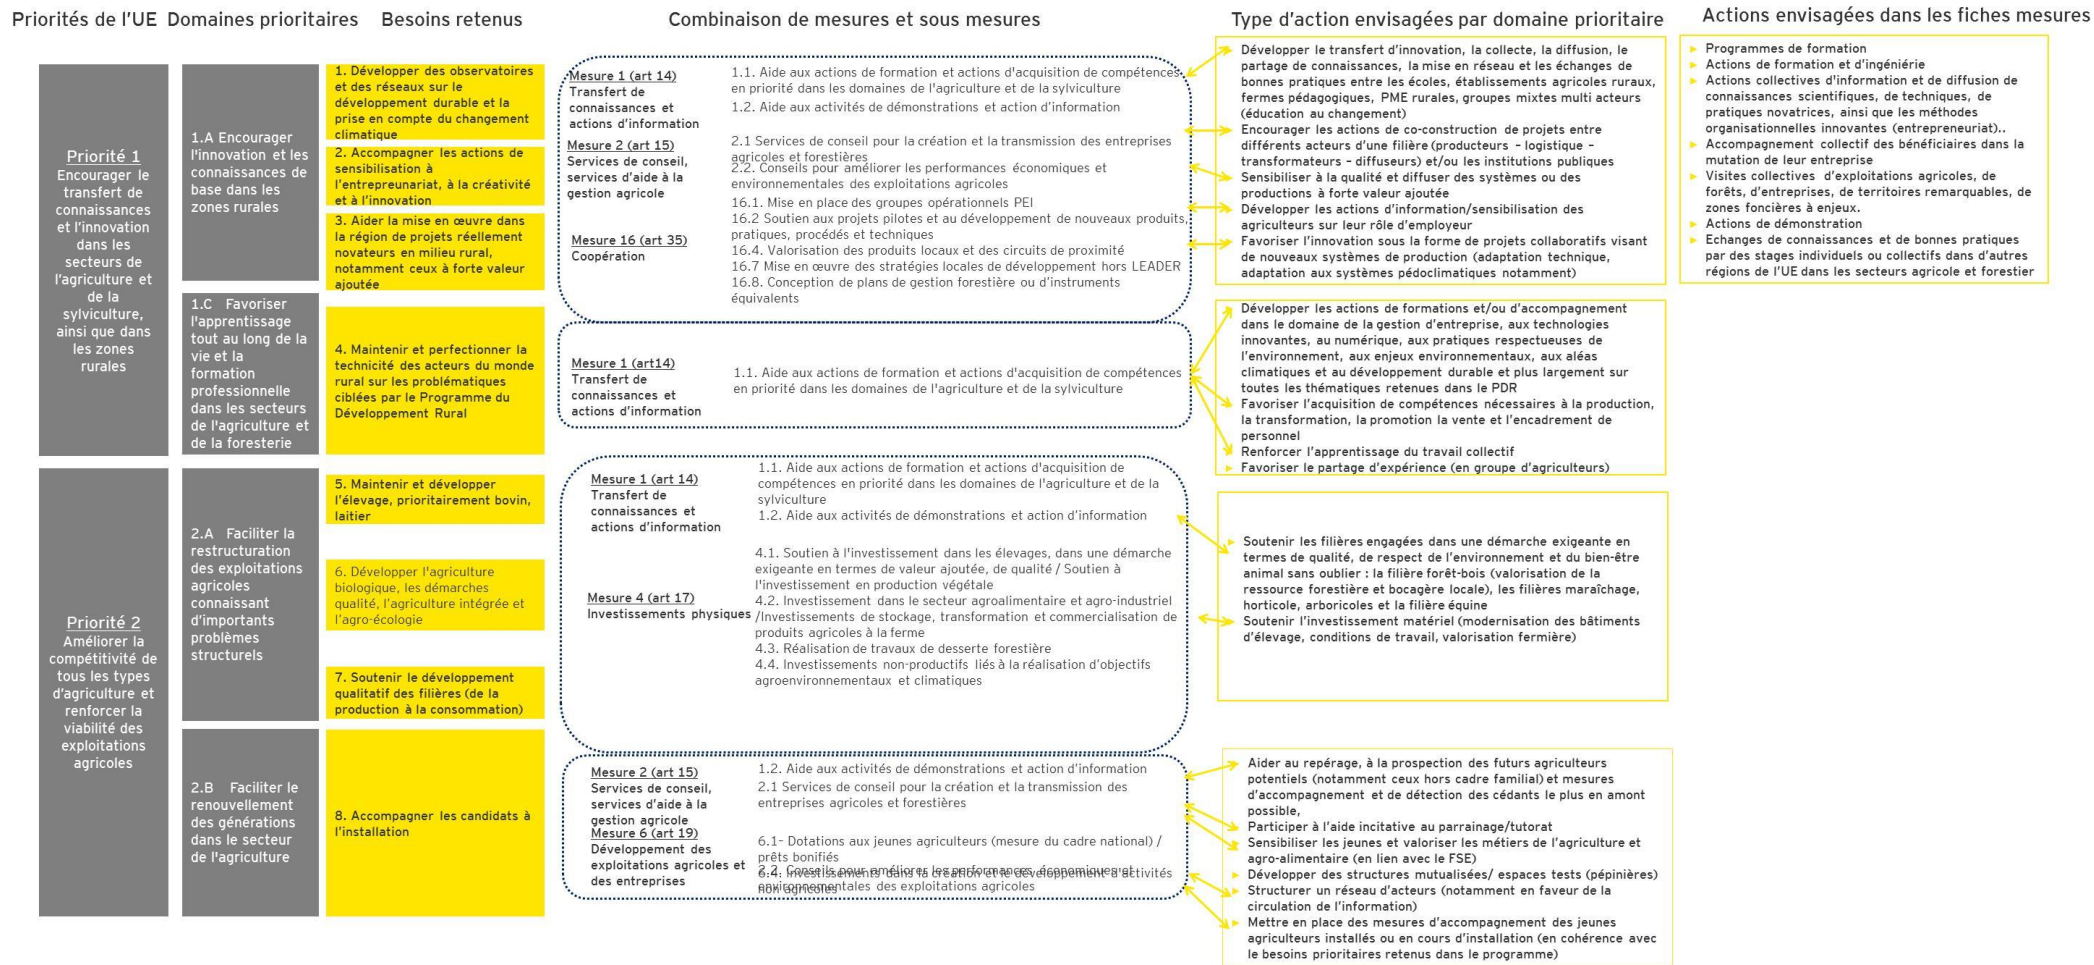 Priorités de l'UE
Domaines prioritaires
Besoins retenus
Combinaison de mesures et sous mesures
Type d'action envisagées par domaine prioritaire
Actions envisagées dans les fiches mesures
Priorité 1
Encourager le
transfert de
connaissances
et l'innovation
dans les
secteurs de
l'agriculture et
de la
sylviculture,
ainsi que dans
les zones
rurales
1.A Encourager
l'innovation et les
connaissances de
base dans les
zones rurales
1. Développer des observatoires
et des réseaux sur le
développement durable et la
prise en compte du changement
climatique
2. Accompagner les actions de
sensibilisation à
l'entrepreunariat, à la créativité
et à l'innovation
3. Aider la mise en œuvre dans
la région de projets réellement
novateurs en milieu rural,
notamment ceux à forte valeur
ajoutée
Mesure 1 (art 14)
Transfert de
connaissances et
actions d'information
Mesure 2 (art 15)
Services de conseil,
services d'aide à la
gestion agricole
Mesure 16 (art 35)
Coopération
1.1. Aide aux actions de formation et actions d'acquisition de compétences
en priorité dans les domaines de l'agriculture et de la sylviculture
1.2. Aide aux activités de démonstrations et action d'information
2.1 Services de conseil pour la création et la transmission des entreprises
agricoles et forestières
2.2. Conseils pour améliorer les performances économiques et
environnementales des exploitations agricoles
16.1. Mise en place des groupes opérationnels PEI
16.2 Soutien aux projets pilotes et au développement de nouveaux produits,
pratiques, procédés et techniques
16.4. Valorisation des produits locaux et des circuits de proximité
16.7 Mise en œuvre des stratégies locales de développement hors LEADER
16.8. Conception de plans de gestion forestière ou d'instruments
équivalents
► Développer le transfert d'innovation, la collecte, la diffusion, le
partage de connaissances, la mise en réseau et les échanges de
bonnes pratiques entre les écoles, établissements agricoles ruraux,
fermes pédagogiques, PME rurales, groupes mixtes multi acteurs
(éducation au changement)
► Encourager les actions de co-construction de projets entre
différents acteurs d'une filière (producteurs – logistique –
transformateurs – diffuseurs) et/ou les institutions publiques
► Sensibiliser à la qualité et diffuser des systèmes ou des
productions à forte valeur ajoutée
► Développer les actions d'information/sensibilisation des
agriculteurs sur leur rôle d'employeur
► Favoriser l'innovation sous la forme de projets collaboratifs visant
de nouveaux systèmes de production (adaptation technique,
adaptation aux systèmes pédoclimatiques notamment)
► Programmes de formation
► Actions de formation et d'ingéniérie
► Actions collectives d'information et de diffusion de
connaissances scientifiques, de techniques, de
pratiques novatrices, ainsi que les méthodes
organisationnelles innovantes (entrepreneuriat)..
► Accompagnement collectif des bénéficiaires dans la
mutation de leur entreprise
► Visites collectives d'exploitations agricoles, de
forêts, d'entreprises, de territoires remarquables, de
zones foncières à enjeux.
► Actions de démonstration
► Echanges de connaissances et de bonnes pratiques
par des stages individuels ou collectifs dans d'autres
régions de l'UE dans les secteurs agricole et forestier
1.C Favoriser
l'apprentissage
tout au long de la
vie et la
formation
professionnelle
dans les secteurs
de l'agriculture et
de la foresterie
4. Maintenir et perfectionner la
technicité des acteurs du monde
rural sur les problématiques
ciblées par le Programme du
Développement Rural
Mesure 1 (art14)
Transfert de
connaissances et
actions d'information
1.1. Aide aux actions de formation et actions d'acquisition de compétences
en priorité dans les domaines de l'agriculture et de la sylviculture
► Développer les actions de formations et/ou d'accompagnement
dans le domaine de la gestion d'entreprise, aux technologies
innovantes, au numérique, aux pratiques respectueuses de
l'environnement, aux enjeux environnementaux, aux aléas
climatiques et au développement durable et plus largement sur
toutes les thématiques retenues dans le PDR
► Favoriser l'acquisition de compétences nécessaires à la production,
la transformation, la promotion la vente et l'encadrement de
personnel
► Renforcer l'apprentissage du travail collectif
► Favoriser le partage d'expérience (en groupe d'agriculteurs)
Priorité 2
Améliorer la
compétitivité de
tous les types
d'agriculture et
renforcer la
viabilité des
exploitations
agricoles
2.A Faciliter la
restructuration
des exploitations
agricoles
connaissant
d'importants
problèmes
structurels
5. Maintenir et développer
l'élevage, prioritairement bovin,
laitier
6. Développer l'agriculture
biologique, les démarches
qualité, l'agriculture intégrée et
l'agro-écologie
7. Soutenir le développement
qualitatif des filières (de la
production à la consommation)
Mesure 1 (art 14)
Transfert de
connaissances et
actions d'information
Mesure 4 (art 17)
Investissements physiques
1.1. Aide aux actions de formation et actions d'acquisition de
compétences en priorité dans les domaines de l'agriculture et de la
sylviculture
1.2. Aide aux activités de démonstrations et action d'information
4.1. Soutien à l'investissement dans les élevages, dans une démarche
exigeante en termes de valeur ajoutée, de qualité / Soutien à
l'investissement en production végétale
4.2. Investissement dans le secteur agroalimentaire et agro-industriel
/Investissements de stockage, transformation et commercialisation de
produits agricoles à la ferme
4.3. Réalisation de travaux de desserte forestière
4.4. Investissements non-productifs liés à la réalisation d'objectifs
agroenvironnementaux et climatiques
► Soutenir les filières engagées dans une démarche exigeante en
termes de qualité, de respect de l'environnement et du bien-être
animal sans oublier : la filière forêt-bois (valorisation de la
ressource forestière et bocagère locale), les filières maraîchage,
horticole, arboricoles et la filière équine
► Soutenir l'investissement matériel (modernisation des bâtiments
d'élevage, conditions de travail, valorisation fermière)
2.B Faciliter le
renouvellement
des générations
dans le secteur
de l'agriculture
8. Accompagner les candidats à
l'installation
Mesure 2 (art 15)
Services de conseil,
services d'aide à la
gestion agricole
Mesure 6 (art 19)
Développement des
exploitations agricoles et
des entreprises
1.2. Aide aux activités de démonstrations et action d'information
2.1 Services de conseil pour la création et la transmission des
entreprises agricoles et forestières
6.1- Dotations aux jeunes agriculteurs (mesure du cadre national) /
prêts bonifiés
2.2. Conseils pour améliorer les performances économiques et
environnementales des exploitations agricoles
6.4. Investissements dans la création et le développement d'activités
non agricoles
► Aider au repérage, à la prospection des futurs agriculteurs
potentiels (notamment ceux hors cadre familial) et mesures
d'accompagnement et de détection des cédants le plus en amont
possible,
► Participer à l'aide incitative au parrainage/tutorat
► Sensibiliser les jeunes et valoriser les métiers de l'agriculture et
agro-alimentaire (en lien avec le FSE)
► Développer des structures mutualisées/ espaces tests (pépinières)
► Structurer un réseau d'acteurs (notamment en faveur de la
circulation de l'information)
► Mettre en place des mesures d'accompagnement des jeunes
agriculteurs installés ou en cours d'installation (en cohérence avec
le besoins prioritaires retenus dans le programme)